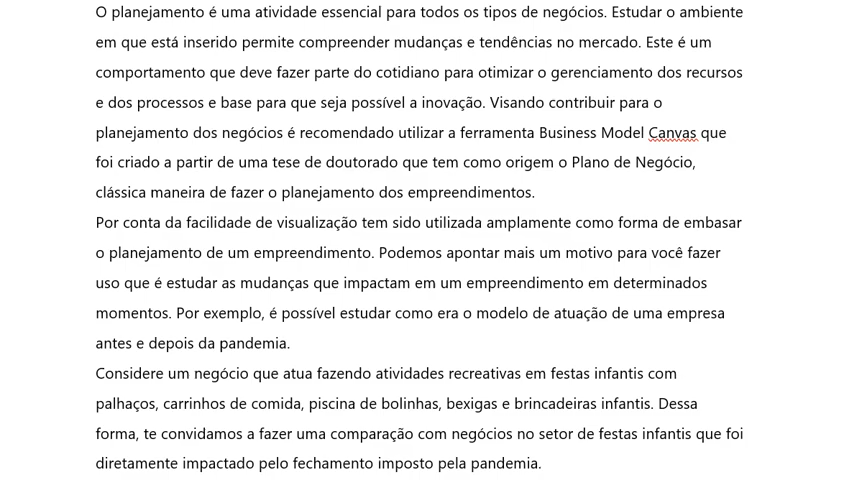 O planejamento é uma atividade essencial para todos os tipos de negócios. Estudar o ambiente
em que está inserido permite compreender mudanças e tendências no mercado. Este é um
comportamento que deve fazer parte do cotidiano para otimizar o gerenciamento dos recursos
e dos processos e base para que seja possível a inovação. Visando contribuir para o
planejamento dos negócios é recomendado utilizar a ferramenta Business Model Canvas que
foi criado a partir de uma tese de doutorado que tem como origem o Plano de Negócio,
clássica maneira de fazer o planejamento dos empreendimentos.
Por conta da facilidade de visualização tem sido utilizada amplamente como forma de embasar
o planejamento de um empreendimento. Podemos apontar mais um motivo para você fazer
uso que é estudar as mudanças que impactam em um empreendimento em determinados
momentos. Por exemplo, é possível estudar como era o modelo de atuação de uma empresa
antes e depois da pandemia.
Considere um negócio que atua fazendo atividades recreativas em festas infantis com
palhaços, carrinhos de comida, piscina de bolinhas, bexigas e brincadeiras infantis. Dessa
forma, te convidamos a fazer uma comparação com negócios no setor de festas infantis que foi
diretamente impactado pelo fechamento imposto pela pandemia.